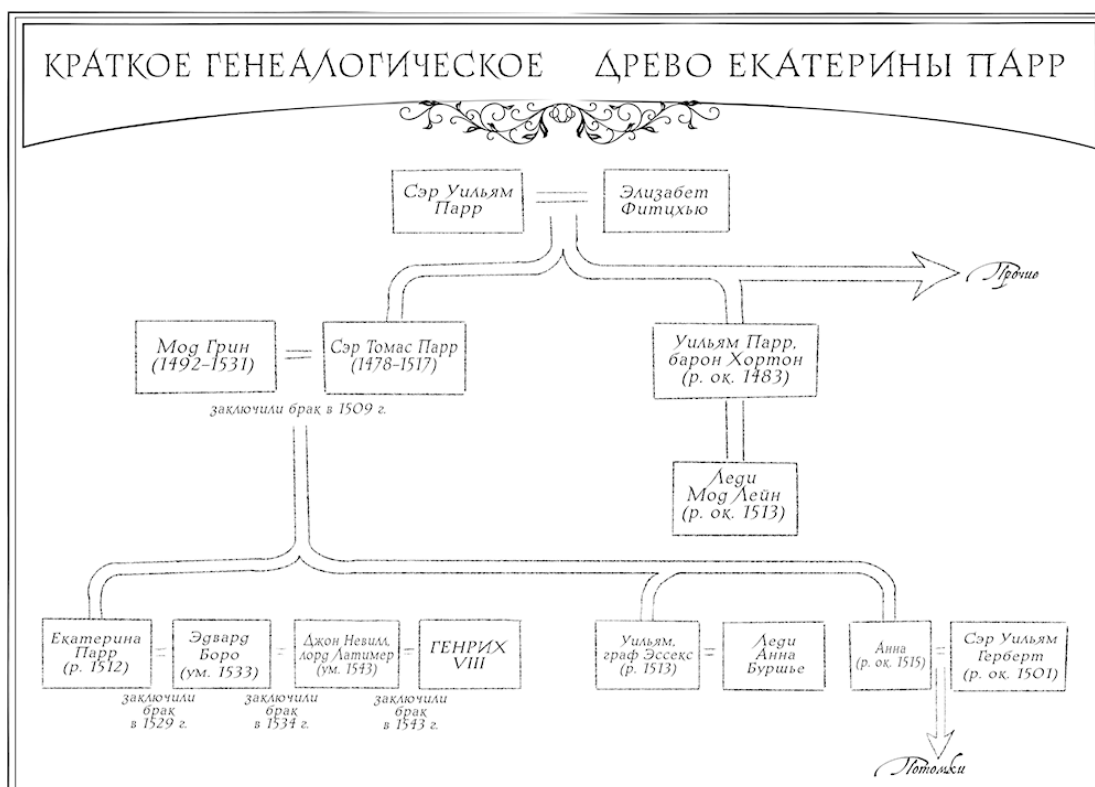 КРАТКОЕ ГЕНЕАЛОГИЧЕСКОЕ ДРЕВО ЕКАТЕРИНЫ ПАРР
Сэр Уильям
Парр
Элизабет
Фитцхью
Прочие
Мод Грин
(1492–1531)
Сэр Томас Парр
(1478–1517)
заключили брак в 1509 г.
Уильям Парр,
барон Хортон
(р. ок. 1483)
Леди
Мод Лейн
(р. ок. 1513)
Екатерина
Парр
(р. 1512)
Эдвард
Боро
(ум. 1533)
Джон Невилл,
лорд Латимер
(ум. 1543)
ГЕНРИХ
VIII
заключили
брак
в 1529 г.
заключили
брак
в 1534 г.
заключили
брак
в 1543 г.
Уильям,
граф Эссекс
(р. 1513)
Леди
Анна
Буршье
Анна
(р. ок. 1515)
Сэр Уильям
Герберт
(р. ок. 1501)
Потомки